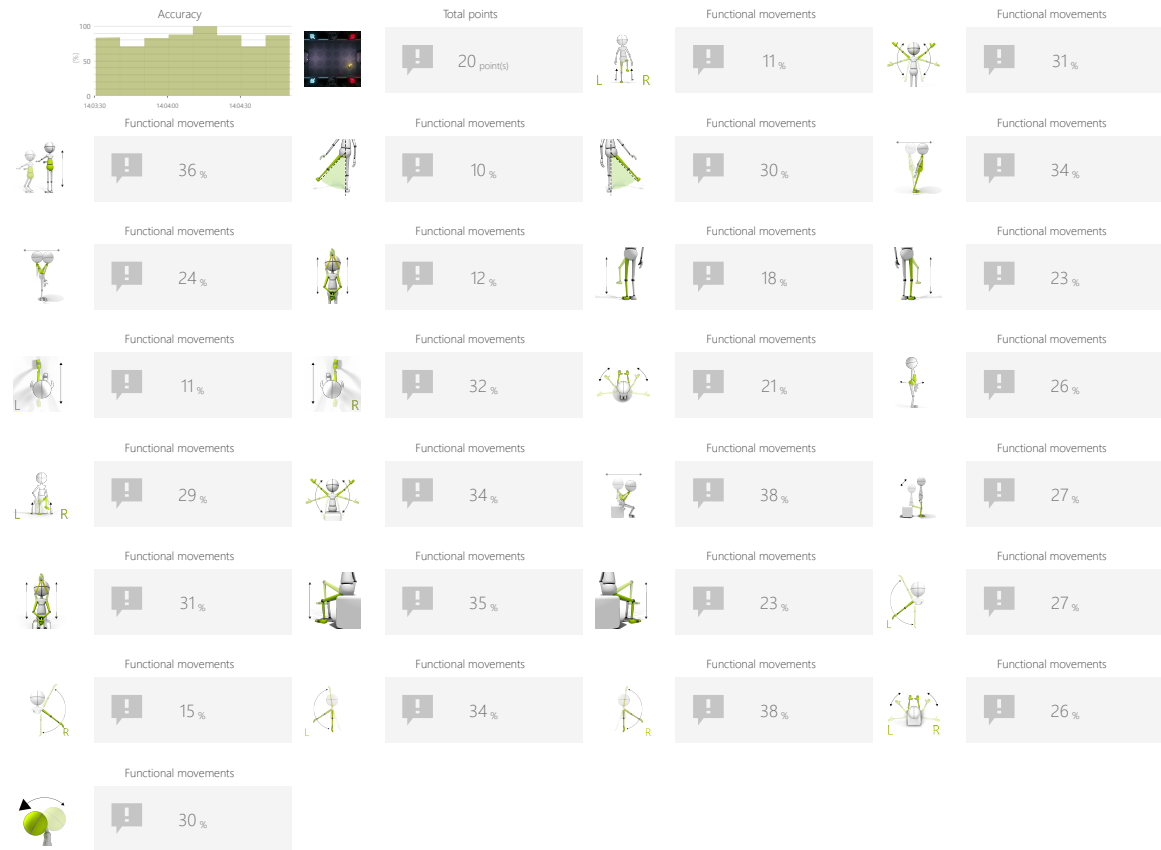 Accuracy
Total points
Functional movements
Functional movements
100
(%)
50
0
14:03:30
14:04:00
14:04:30
20 point(s)
L R
11 %
31 %
Functional movements
Functional movements
Functional movements
Functional movements
36 %
10 %
30 %
34 %
Functional movements
Functional movements
Functional movements
Functional movements
24 %
12 %
18 %
23 %
Functional movements
Functional movements
Functional movements
Functional movements
L
11 %
R
32 %
21 %
26 %
Functional movements
Functional movements
Functional movements
Functional movements
L R
29 %
34 %
38 %
27 %
Functional movements
Functional movements
Functional movements
Functional movements
31 %
35 %
23 %
L
27 %
Functional movements
Functional movements
Functional movements
Functional movements
R
15 %
L
34 %
R
38 %
L R
26 %
Functional movements
30 %